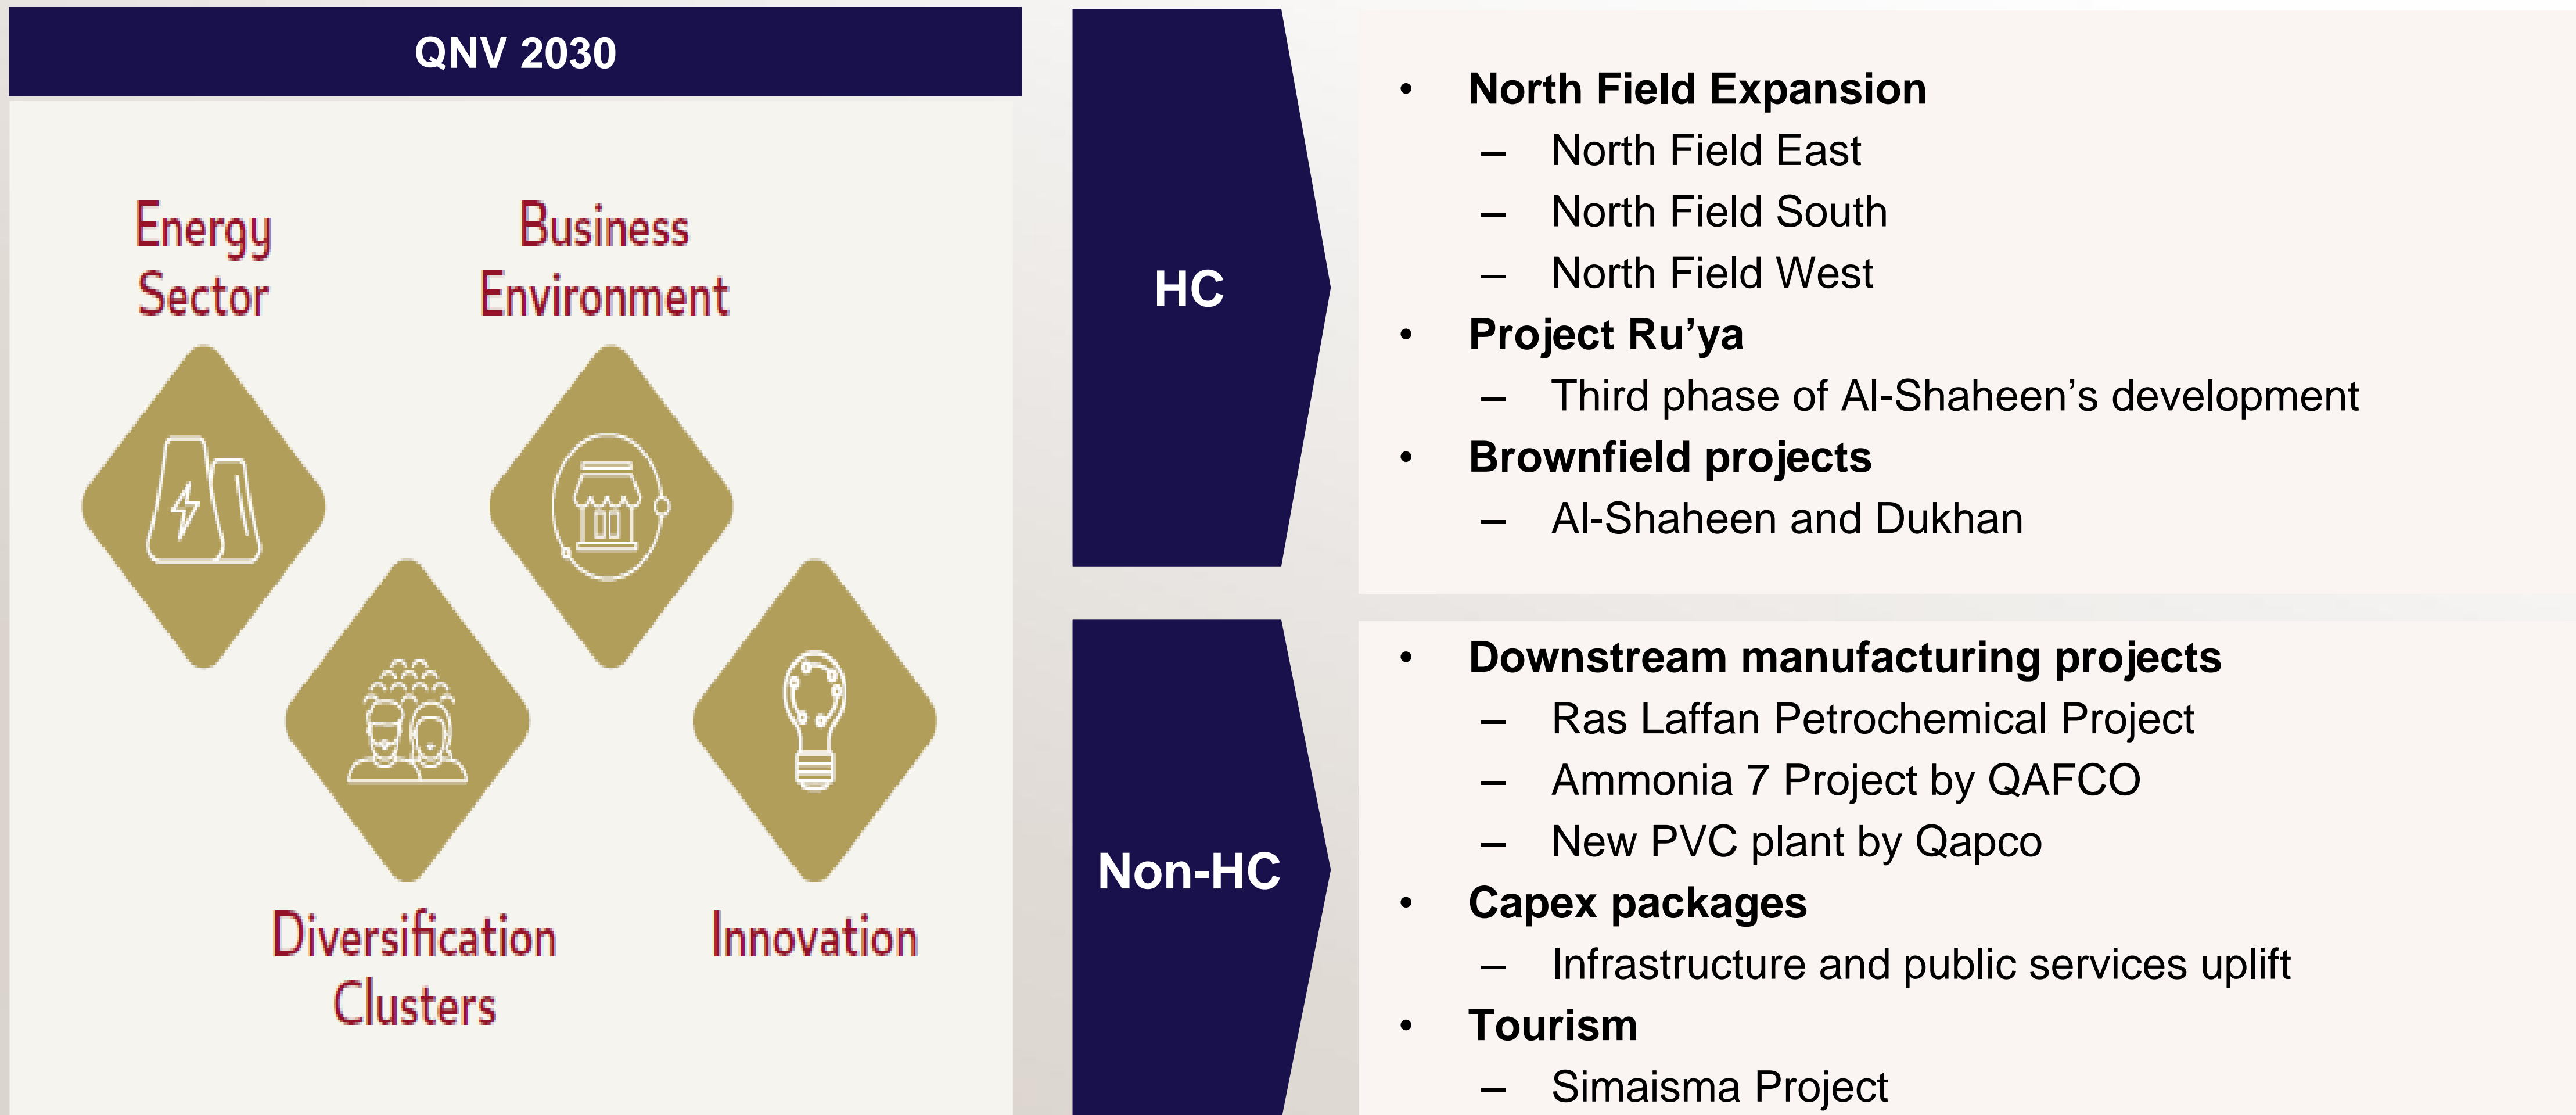 QNV 2030
Energy
Sector
Business
Environment
Diversification
Clusters
Innovation
HC
• North Field Expansion
– North Field East
– North Field South
– North Field West
• Project Ru’ya
– Third phase of Al-Shaheen’s development
• Brownfield projects
– Al-Shaheen and Dukhan
Non-HC
• Downstream manufacturing projects
– Ras Laffan Petrochemical Project
– Ammonia 7 Project by QAFCO
– New PVC plant by Qapco
• Capex packages
– Infrastructure and public services uplift
• Tourism
– Simaisma Project